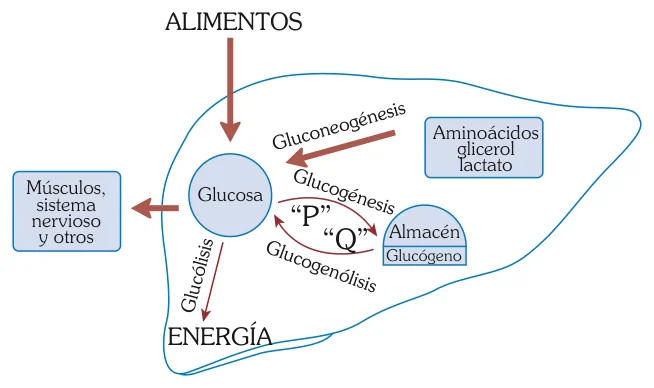 ALIMENTOS
Gluconeogénesis
Aminoácidos
glicerol
lactato
Músculos,
sistema
nervioso
y otros
Glucosa
Glucogénesis
“P”
“Q”
Almacén
Glucógeno
Glucogenólisis
Glucólisis
ENERGÍA